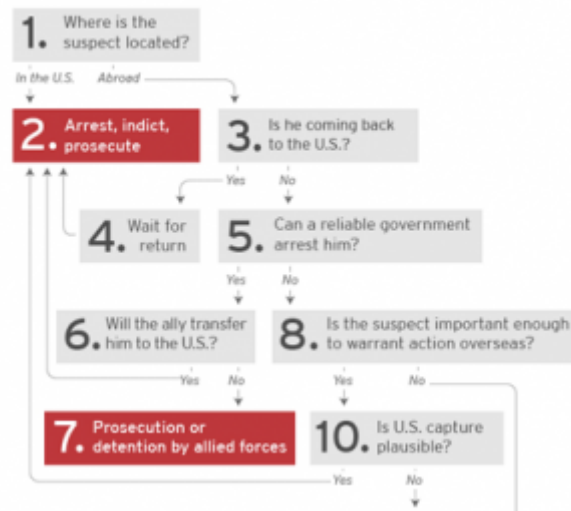 1. Where is the
suspect located?
In the U.S. Abroad
2. Arrest, indict,
prosecute
3. Is he coming back
to the U.S.?
Yes No
4. Wait for
return
5. Can a reliable government
arrest him?
Yes No
6. Will the ally transfer
him to the U.S.?
8. Is the suspect important enough
to warrant action overseas?
Yes No
Yes No
7. Prosecution or
detention by allied forces
10. Is U.S. capture
plausible?
Yes No